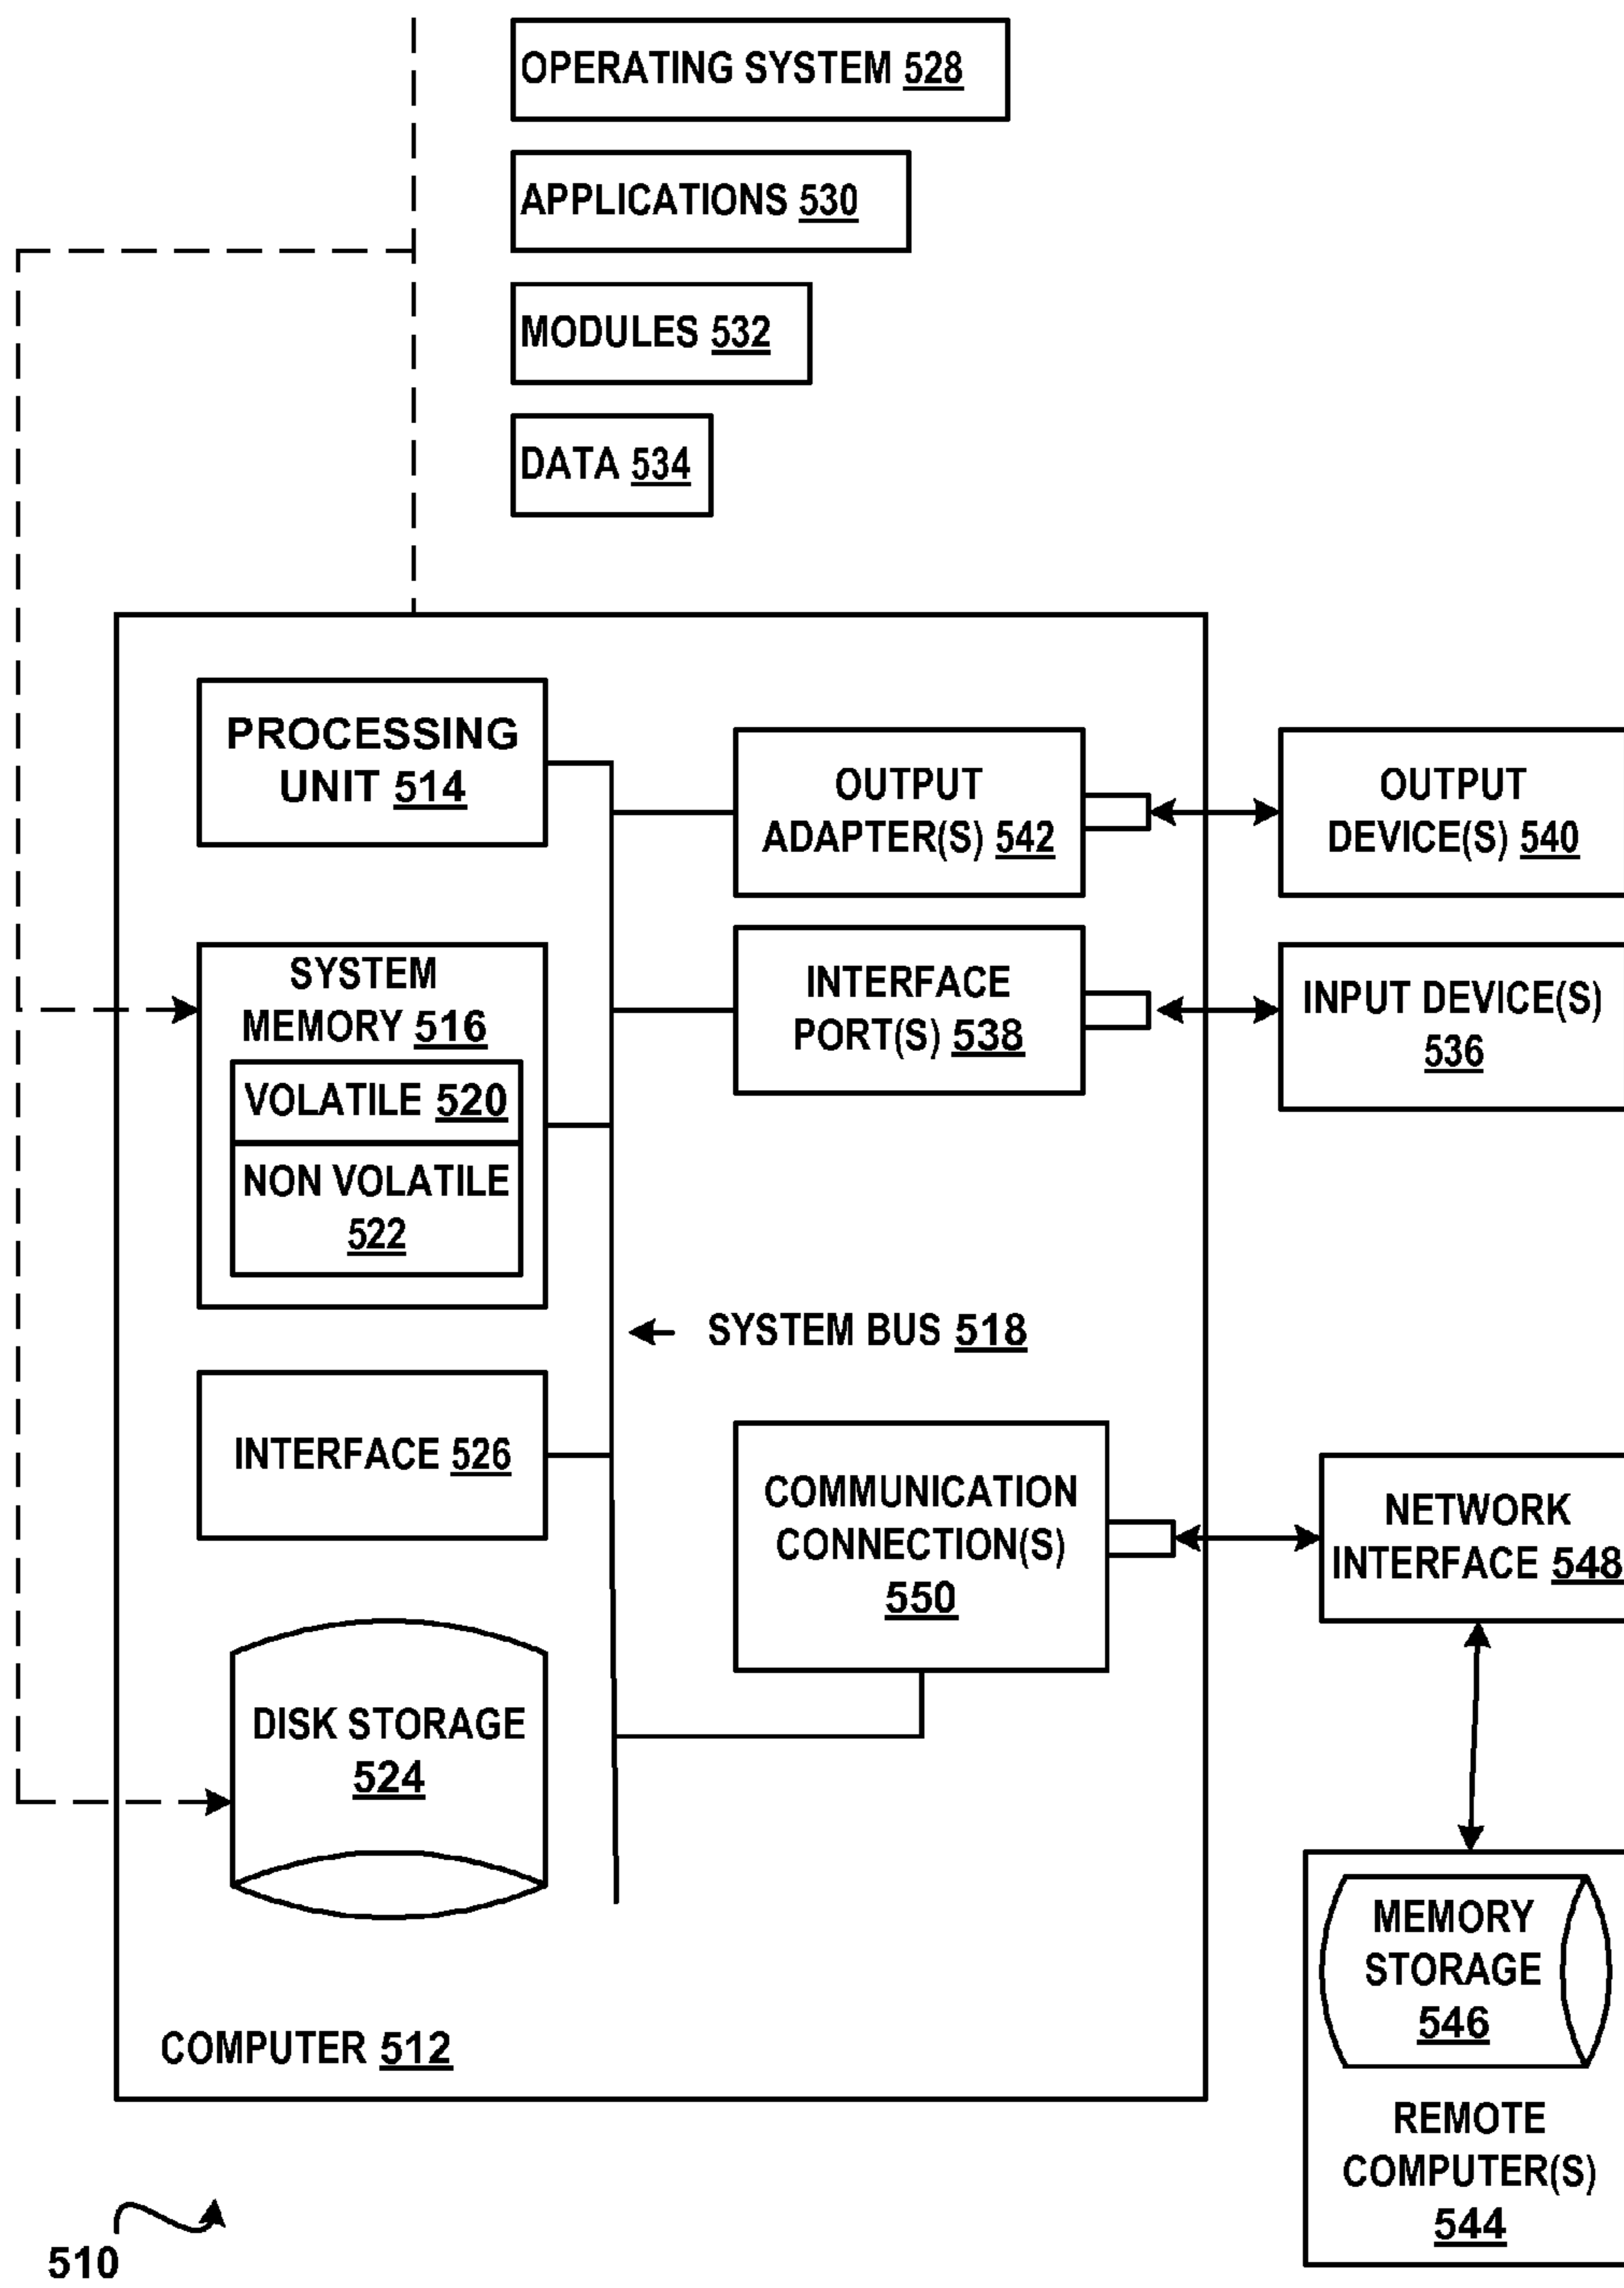 OPERATING SYSTEM 528
APPLICATIONS 530
MODULES 532
DATA 534
PROCESSING
UNIT 514
OUTPUT
ADAPTER(S) 542
OUTPUT
DEVICE(S) 540
SYSTEM
MEMORY 516
VOLATILE 520
NON VOLATILE
522
INTERFACE
PORT(S) 538
INPUT DEVICE(S)
536
SYSTEM BUS 518
INTERFACE 526
COMMUNICATION
CONNECTION(S)
550
NETWORK
INTERFACE 548
DISK STORAGE
524
MEMORY
STORAGE
546
REMOTE
COMPUTER(S)
544
COMPUTER 512
510